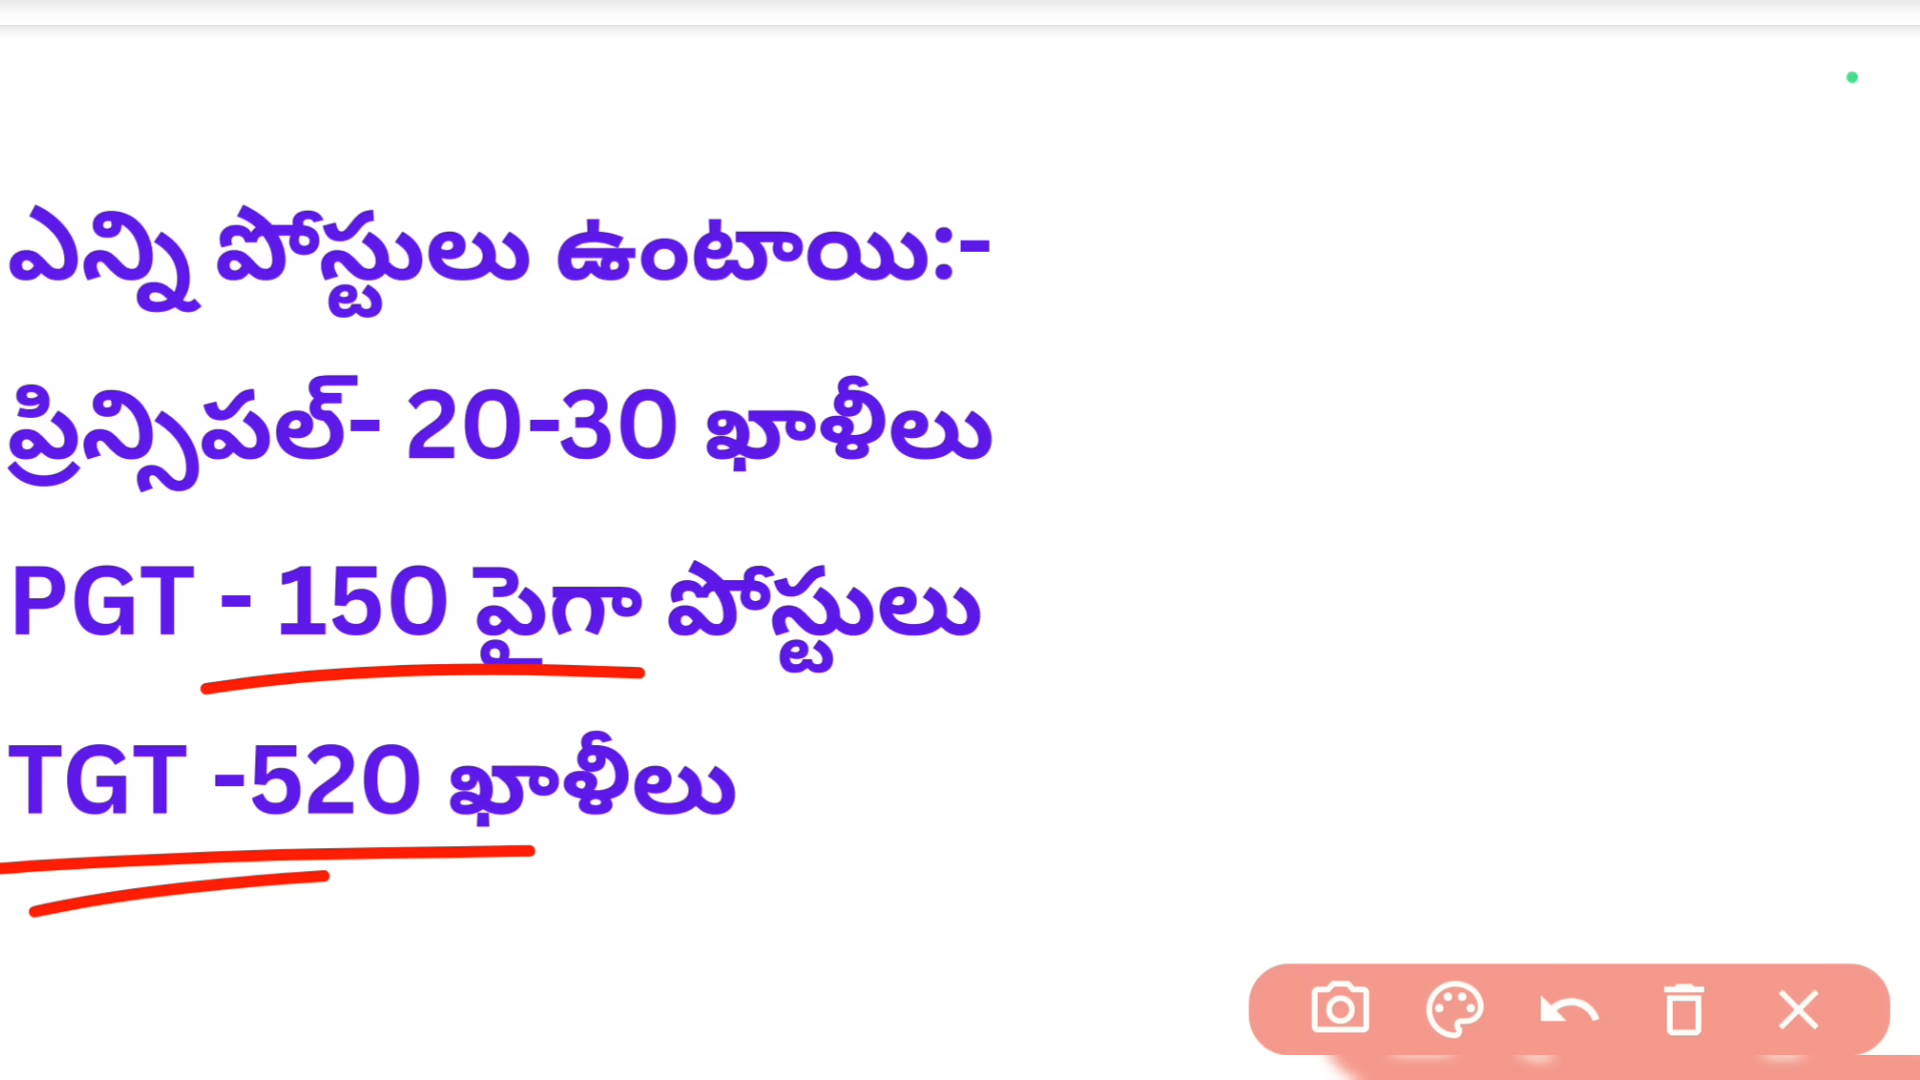 ఎన్ని పోస్టులు ఉంటాయి:-
ప్రిన్సిపల్- 20-30 ఖాళీలు
PGT - 150 పైగా పోస్టులు
TGT -520 ఖాళీలు